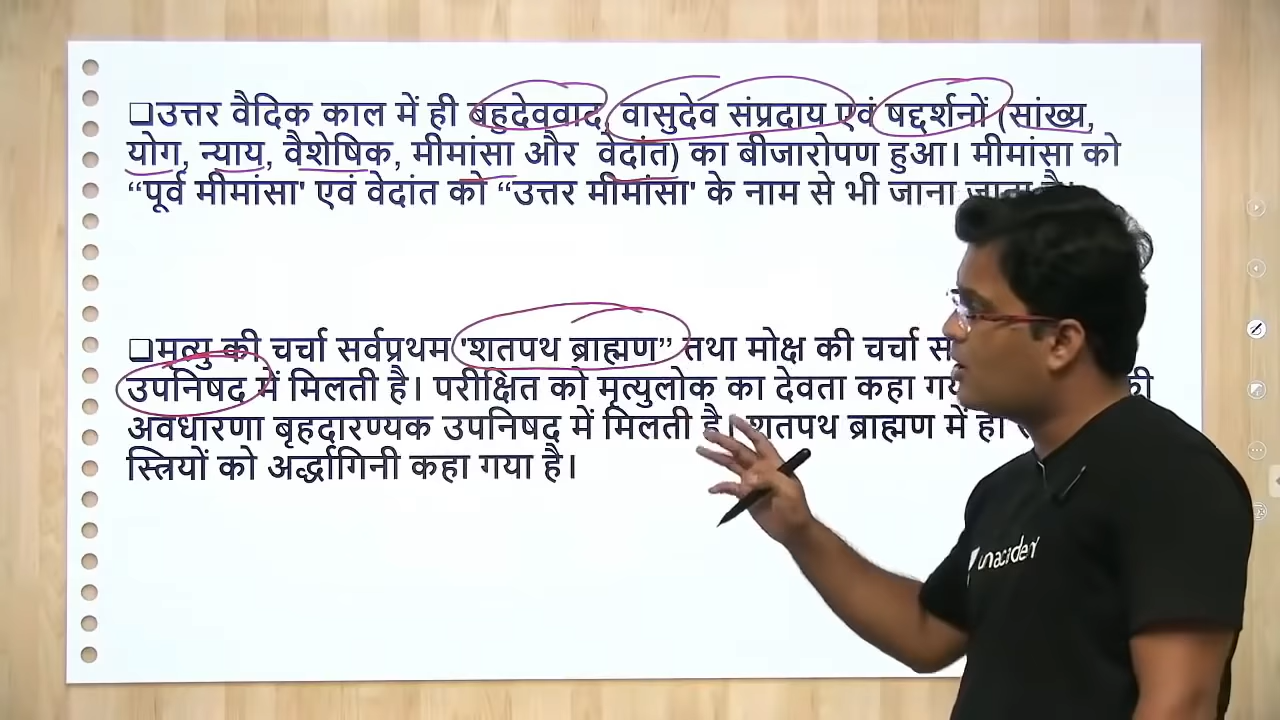 ❑उत्तर वैदिक काल में ही बहुदेववाद, वासुदेव संप्रदाय एवं षद्दर्शनों (सांख्य,
योग, न्याय, वैशेषिक, मीमांसा और वेदांत) का बीजारोपण हुआ। मीमांसा को
“पूर्व मीमांसा' एवं वेदांत को “उत्तर मीमांसा' के नाम से भी जाना जाता है।
❑मृत्यु की चर्चा सर्वप्रथम 'शतपथ ब्राह्मण” तथा मोक्ष की चर्चा
उपनिषद में मिलती है। परीक्षित को मृत्युलोक का देवता कहा की
अवधारणा बृहदारण्यक उपनिषद् में मिलती है। शतपथ ब्राह्मण में ही
स्त्रियों को अर्द्धागिनी कहा गया है।
unacademy